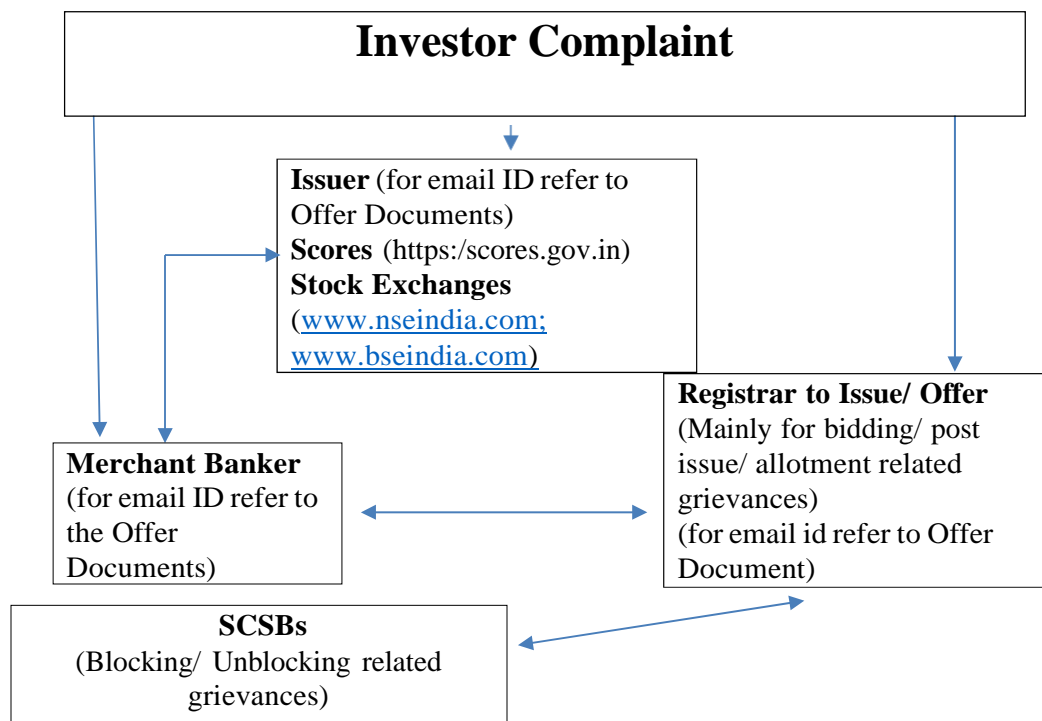 Investor Complaint
Issuer (for email ID refer to
Offer Documents)
Scores (https:/scores.gov.in)
Stock Exchanges
(www.nseindia.com;
www.bseindia.com)
Registrar to Issue/ Offer
(Mainly for bidding/ post
issue/ allotment related
grievances)
(for email id refer to Offer
Document)
Merchant Banker
(for email ID refer to
the Offer
Documents)
SCSBs
(Blocking/ Unblocking related
grievances)